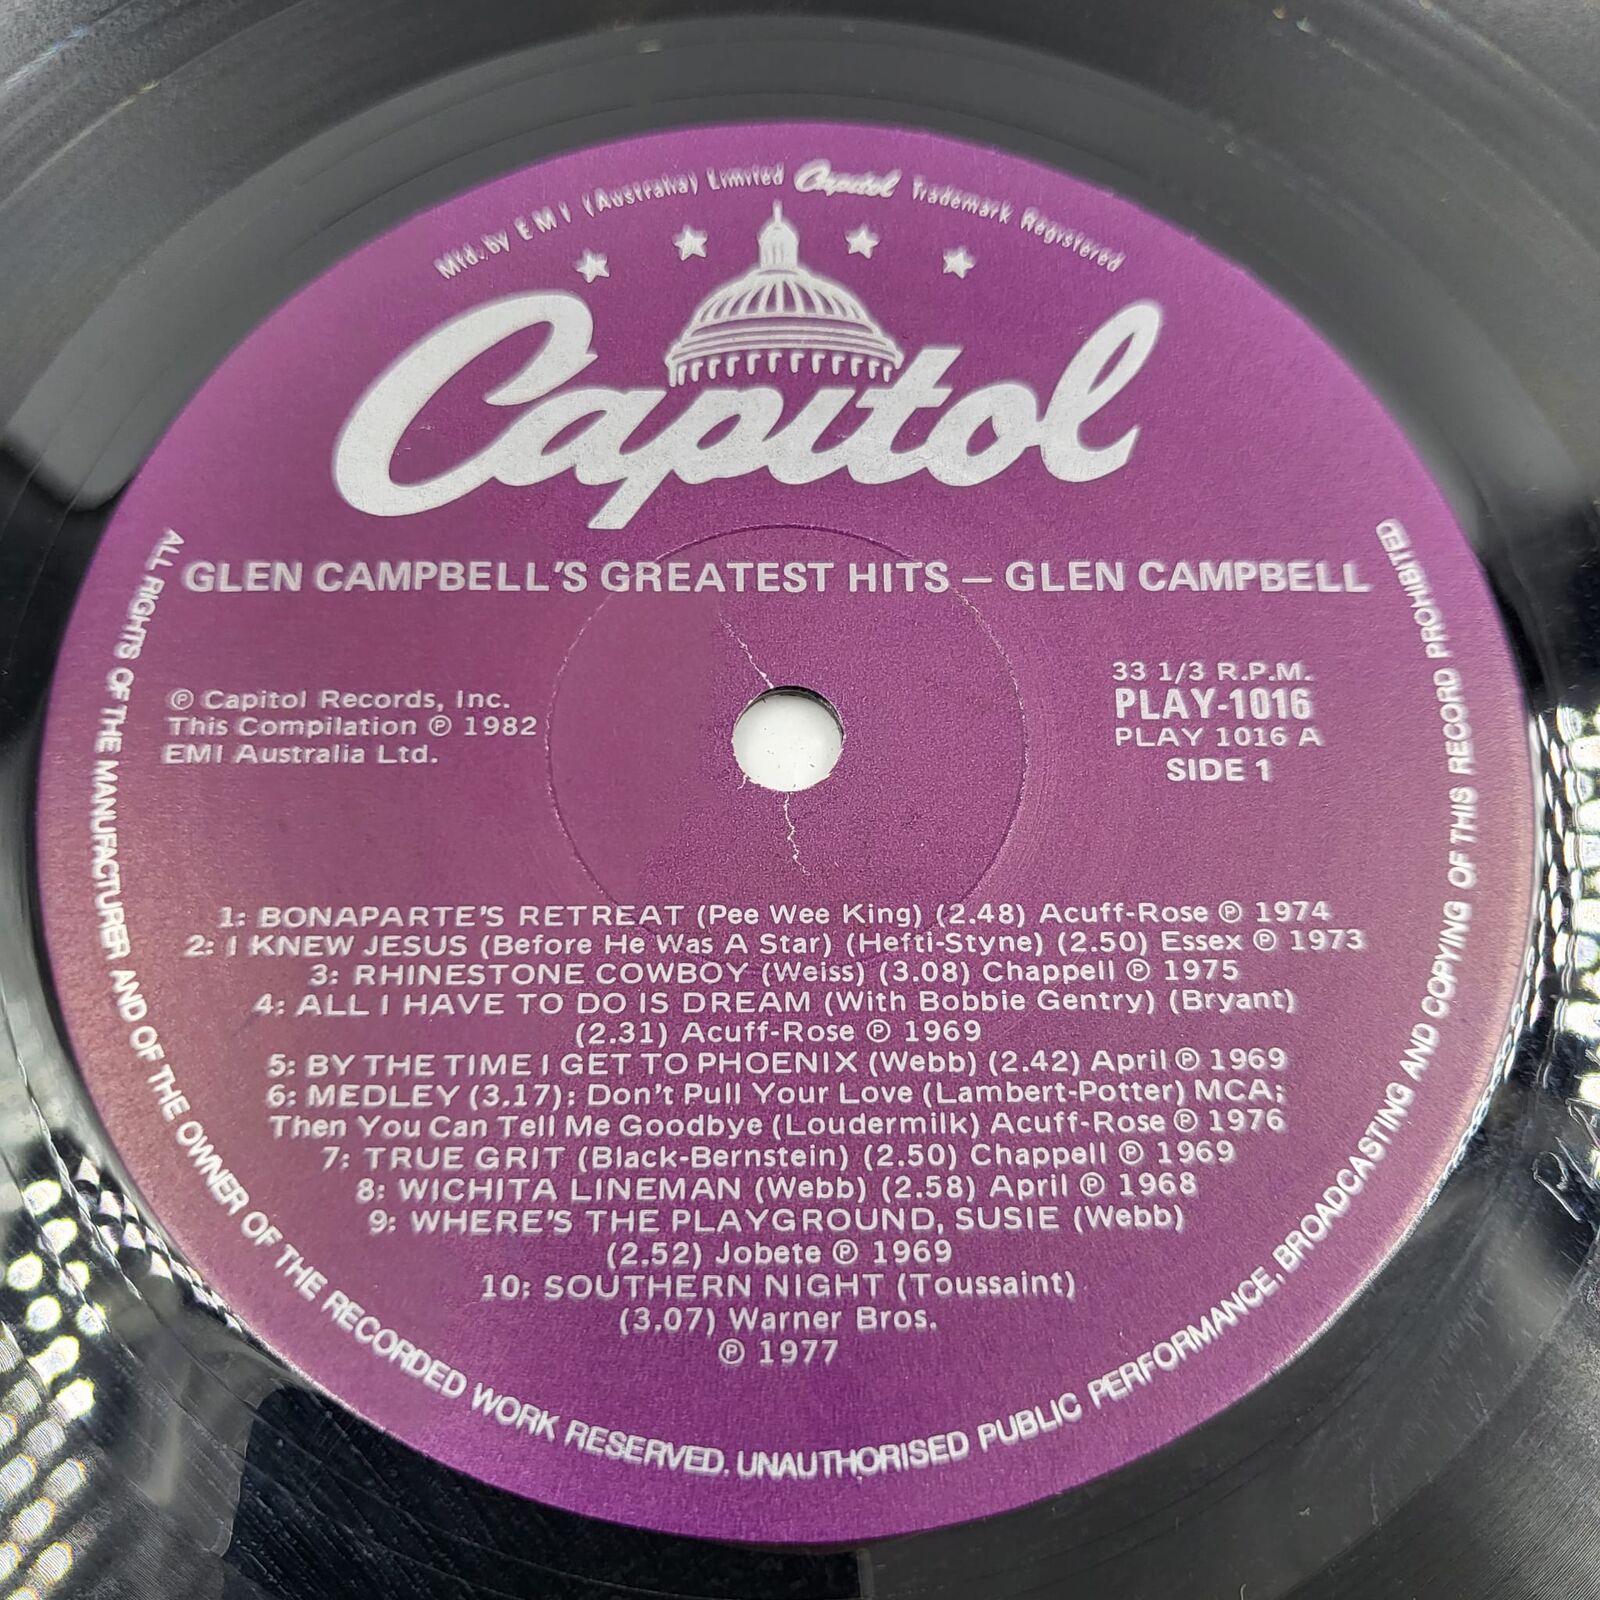 Mfd. by EMI (Australia) Limited Capitol Trademark Registered
Capitol
GLEN CAMPBELL'S GREATEST HITS — GLEN CAMPBELL
℗ Capitol Records, Inc.
This Compilation ℗ 1982
EMI Australia Ltd.
33 1/3 R.P.M.
PLAY-1016
PLAY 1016 A
SIDE 1
1: BONAPARTE'S RETREAT (Pee Wee King) (2.48) Acuff-Rose ℗ 1974
2: I KNEW JESUS (Before He Was A Star) (Hefti-Styne) (2.50) Essex ℗ 1973
3: RHINESTONE COWBOY (Weiss) (3.08) Chappell ℗ 1975
4: ALL I HAVE TO DO IS DREAM (With Bobbie Gentry) (Bryant)
(2.31) Acuff-Rose ℗ 1969
5: BY THE TIME I GET TO PHOENIX (Webb) (2.42) April ℗ 1969
6: MEDLEY (3.17): Don't Pull Your Love (Lambert-Potter) MCA;
Then You Can Tell Me Goodbye (Loudermilk) Acuff-Rose ℗ 1976
7: TRUE GRIT (Black-Bernstein) (2.50) Chappell ℗ 1969
8: WICHITA LINEMAN (Webb) (2.58) April ℗ 1968
9: WHERE'S THE PLAYGROUND, SUSIE (Webb)
(2.52) Jobete ℗ 1969
10: SOUTHERN NIGHT (Toussaint)
(3.07) Warner Bros.
℗ 1977
ALL RIGHTS OF THE MANUFACTURER AND OF THE OWNER OF THE RECORDED WORK RESERVED. UNAUTHORISED PUBLIC PERFORMANCE, BROADCASTING AND COPYING OF THIS RECORD PROHIBITED